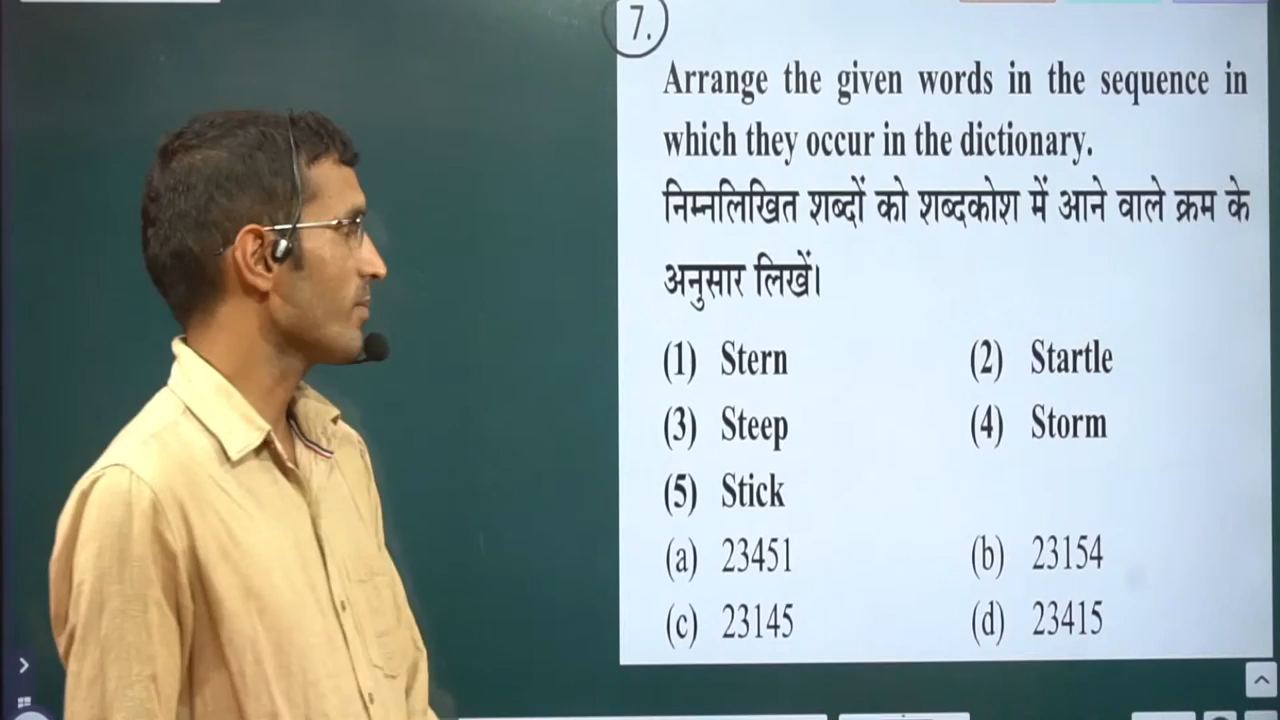 7.
Arrange the given words in the sequence in
which they occur in the dictionary.
निम्नलिखित शब्दों को शब्दकोश में आने वाले क्रम के
अनुसार लिखें।
(1) Stern (2) Startle
(3) Steep (4) Storm
(5) Stick
(a) 23451 (b) 23154
(c) 23145 (d) 23415